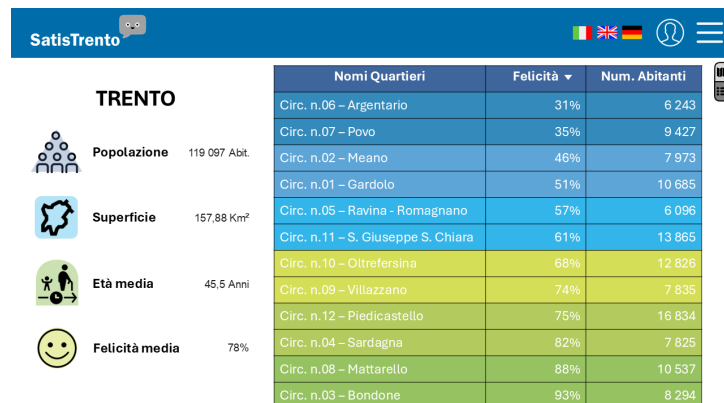 SatisTrento
TRENTO
Popolazione 119 097 Abit.
Superficie 157,88 Km²
Età media 45,5 Anni
Felicità media 78%
Nomi Quartieri Felicità Num. Abitanti
Circ. n.06 – Argentario 31% 6 243
Circ. n.07 – Povo 35% 9 427
Circ. n.02 – Meano 46% 7 973
Circ. n.01 – Gardolo 51% 10 685
Circ. n.05 – Ravina - Romagnano 57% 6 096
Circ. n.11 – S. Giuseppe S. Chiara 61% 13 865
Circ. n.10 – Oltrefersina 68% 12 826
Circ. n.09 – Villazzano 74% 7 835
Circ. n.12 – Piedicastello 75% 16 834
Circ. n.04 – Sardagna 82% 7 825
Circ. n.08 – Mattarello 88% 10 537
Circ. n.03 – Bondone 93% 8 294